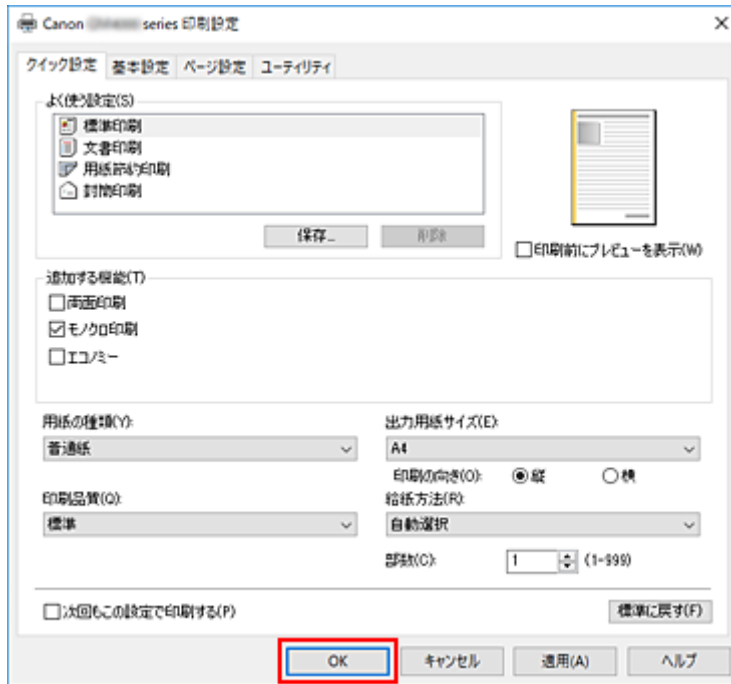 Canon series 印刷設定
クイック設定 基本設定 ページ設定 ユーティリティ
よく使う設定(S)
標準印刷
文書印刷
用紙節約印刷
封筒印刷
保存... 削除
印刷前にプレビューを表示(W)
追加する機能(T)
両面印刷
モノクロ印刷
エコノミー
用紙の種類(Y): 出力用紙サイズ(E):
普通紙 A4
印刷の向き(O): 縦 横
印刷品質(Q): 給紙方法(R):
標準 自動選択
部数(C): 1 (1-999)
次回もこの設定で印刷する(P) 標準に戻す(F)
OK キャンセル 適用(A) ヘルプ